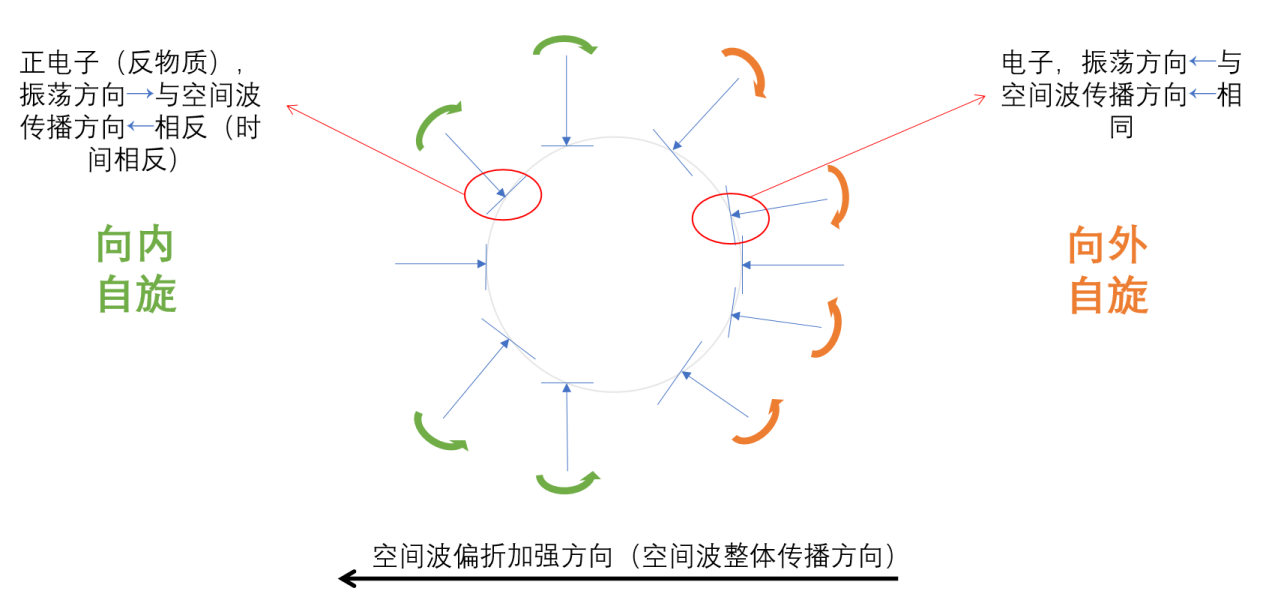 正电子（反物质），
振荡方向→与空间波
传播方向←相反（时
间相反）
电子，振荡方向←与
空间波传播方向←相
同
向内
自旋
向外
自旋
空间波偏折加强方向（空间波整体传播方向）